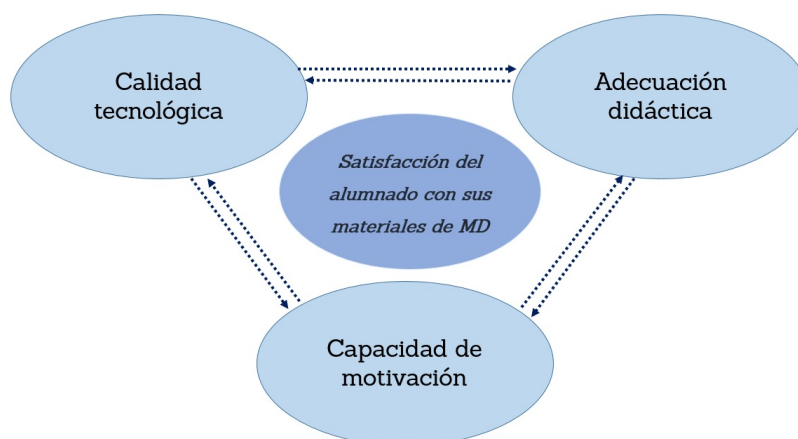 Calidad
tecnológica
Adecuación
didáctica
Satisfacción del
alumnado con sus
materiales de MD
Capacidad de
motivación